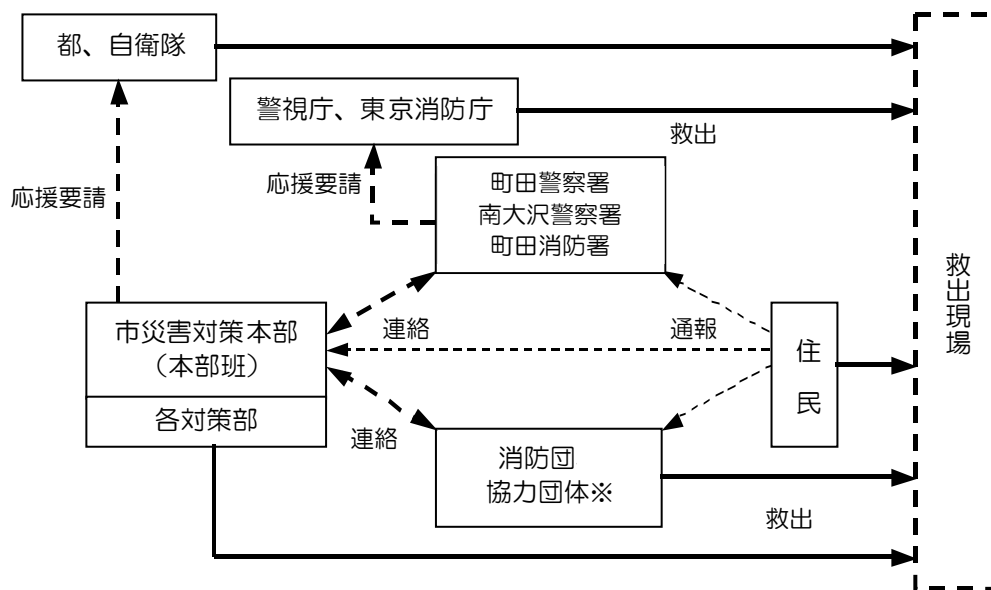 都、自衛隊
警視庁、東京消防庁
救出
応援要請
応援要請
町田警察署
南大沢警察署
町田消防署
救出現場
市災害対策本部
（本部班）
各対策部
連絡
通報
住民
連絡
消防団
協力団体※
救出